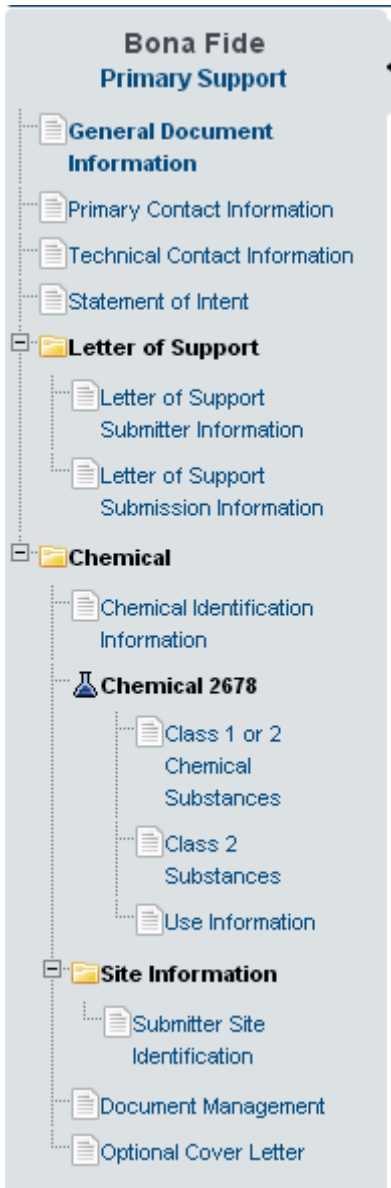 Bona Fide
Primary Support
General Document
Information
Primary Contact Information
Technical Contact Information
Statement of Intent
Letter of Support
Letter of Support
Submitter Information
Letter of Support
Submission Information
Chemical
Chemical Identification
Information
Chemical 2678
Class 1 or 2
Chemical
Substances
Class 2
Substances
Use Information
Site Information
Submitter Site
Identification
Document Management
Optional Cover Letter